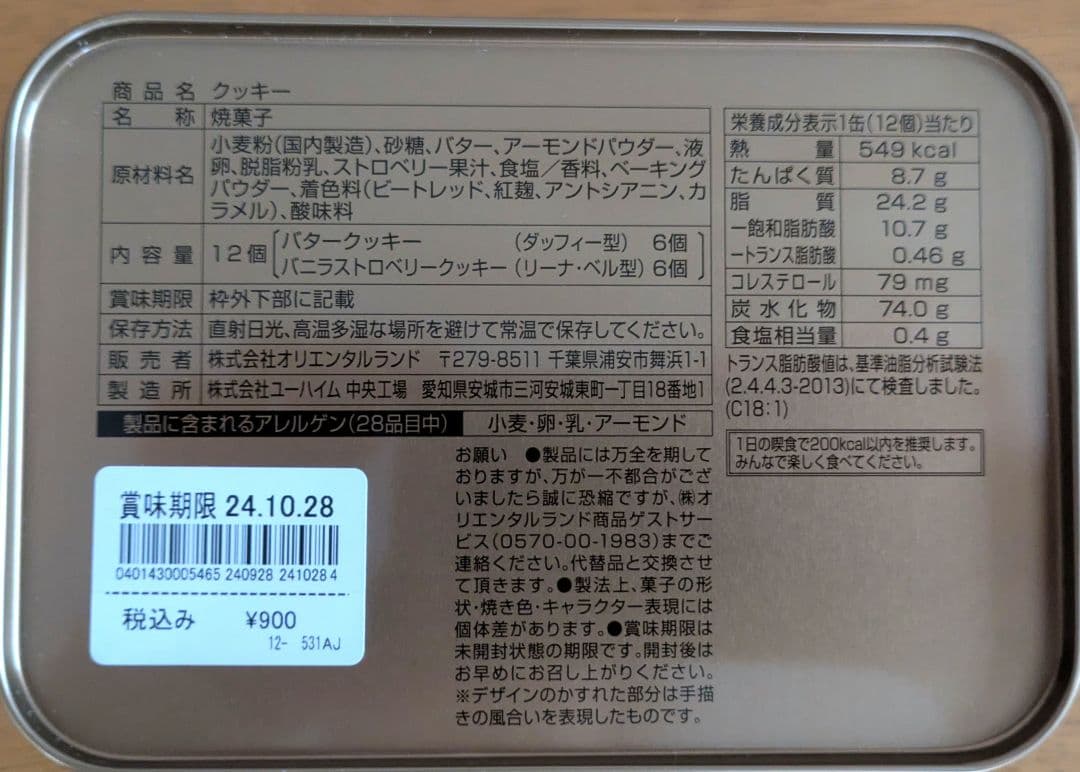 商品名 クッキー
名称 焼菓子
原材料名 小麦粉(国内製造)、砂糖、バター、アーモンドパウダー、液
卵、脱脂粉乳、ストロベリー果汁、食塩／香料、ベーキング
パウダー、着色料(ビートレッド、紅麹、アントシアニン、カ
ラメル)、酸味料
内容量 12個
バタークッキー (ダッフィー型) 6個
バニラストロベリークッキー (リーナ・ベル型) 6個
賞味期限 枠外下部に記載
保存方法 直射日光、高温多湿な場所を避けて常温で保存してください。
販売者 株式会社オリエンタルランド 〒279-8511 千葉県浦安市舞浜1-1
製造所 株式会社ユーハイム 中央工場 愛知県安城市三河安城東町一丁目18番地1
製品に含まれるアレルゲン(28品目中) 小麦・卵・乳・アーモンド
栄養成分表示1缶(12個)当たり
熱量 549 kcal
たんぱく質 8.7 g
脂質 24.2 g
ー飽和脂肪酸 10.7 g
ートランス脂肪酸 0.46 g
コレステロール 79 mg
炭水化物 74.0 g
食塩相当量 0.4 g
トランス脂肪酸値は、基準油脂分析試験法
(2.4.4.3-2013)にて検査しました。
(C18:1)
1日の喫食で200kcal以内を推奨します。
みんなで楽しく食べてください。
お願い ●製品には万全を期して
おりますが、万が一不都合がござ
いましたら誠に恐縮ですが、㈱オ
リエンタルランド商品ゲストサー
ビス(0570-00-1983)までご
連絡ください。代替品と交換させ
て頂きます。●製法上、菓子の形
状・焼き色・キャラクター表現には
個体差があります。●賞味期限は
未開封状態の期限です。開封後は
お早めにお召し上がりください。
※デザインのかすれた部分は手描
きの風合いを表現したものです。
賞味期限 24.10.28
0401430005465 240928 241028 4
税込み ¥900
12- 531AJ